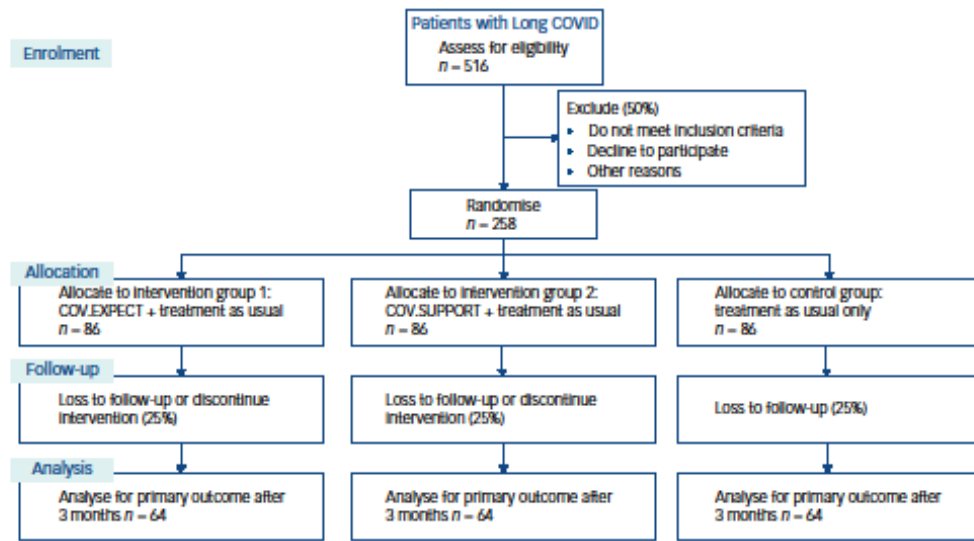 Patients with Long COVID
Assess for eligibility
n = 516
Enrolment
Exclude (50%)
• Do not meet inclusion criteria
• Decline to participate
• Other reasons
Randomise
n = 258
Allocation
Allocate to intervention group 1:
COV.EXPECT + treatment as usual
n = 86
Allocate to intervention group 2:
COV.SUPPORT + treatment as usual
n = 86
Allocate to control group:
treatment as usual only
n = 86
Follow-up
Loss to follow-up or discontinue
intervention (25%)
Loss to follow-up or discontinue
intervention (25%)
Loss to follow-up (25%)
Analysis
Analyse for primary outcome after
3 months n = 64
Analyse for primary outcome after
3 months n = 64
Analyse for primary outcome after
3 months n = 64